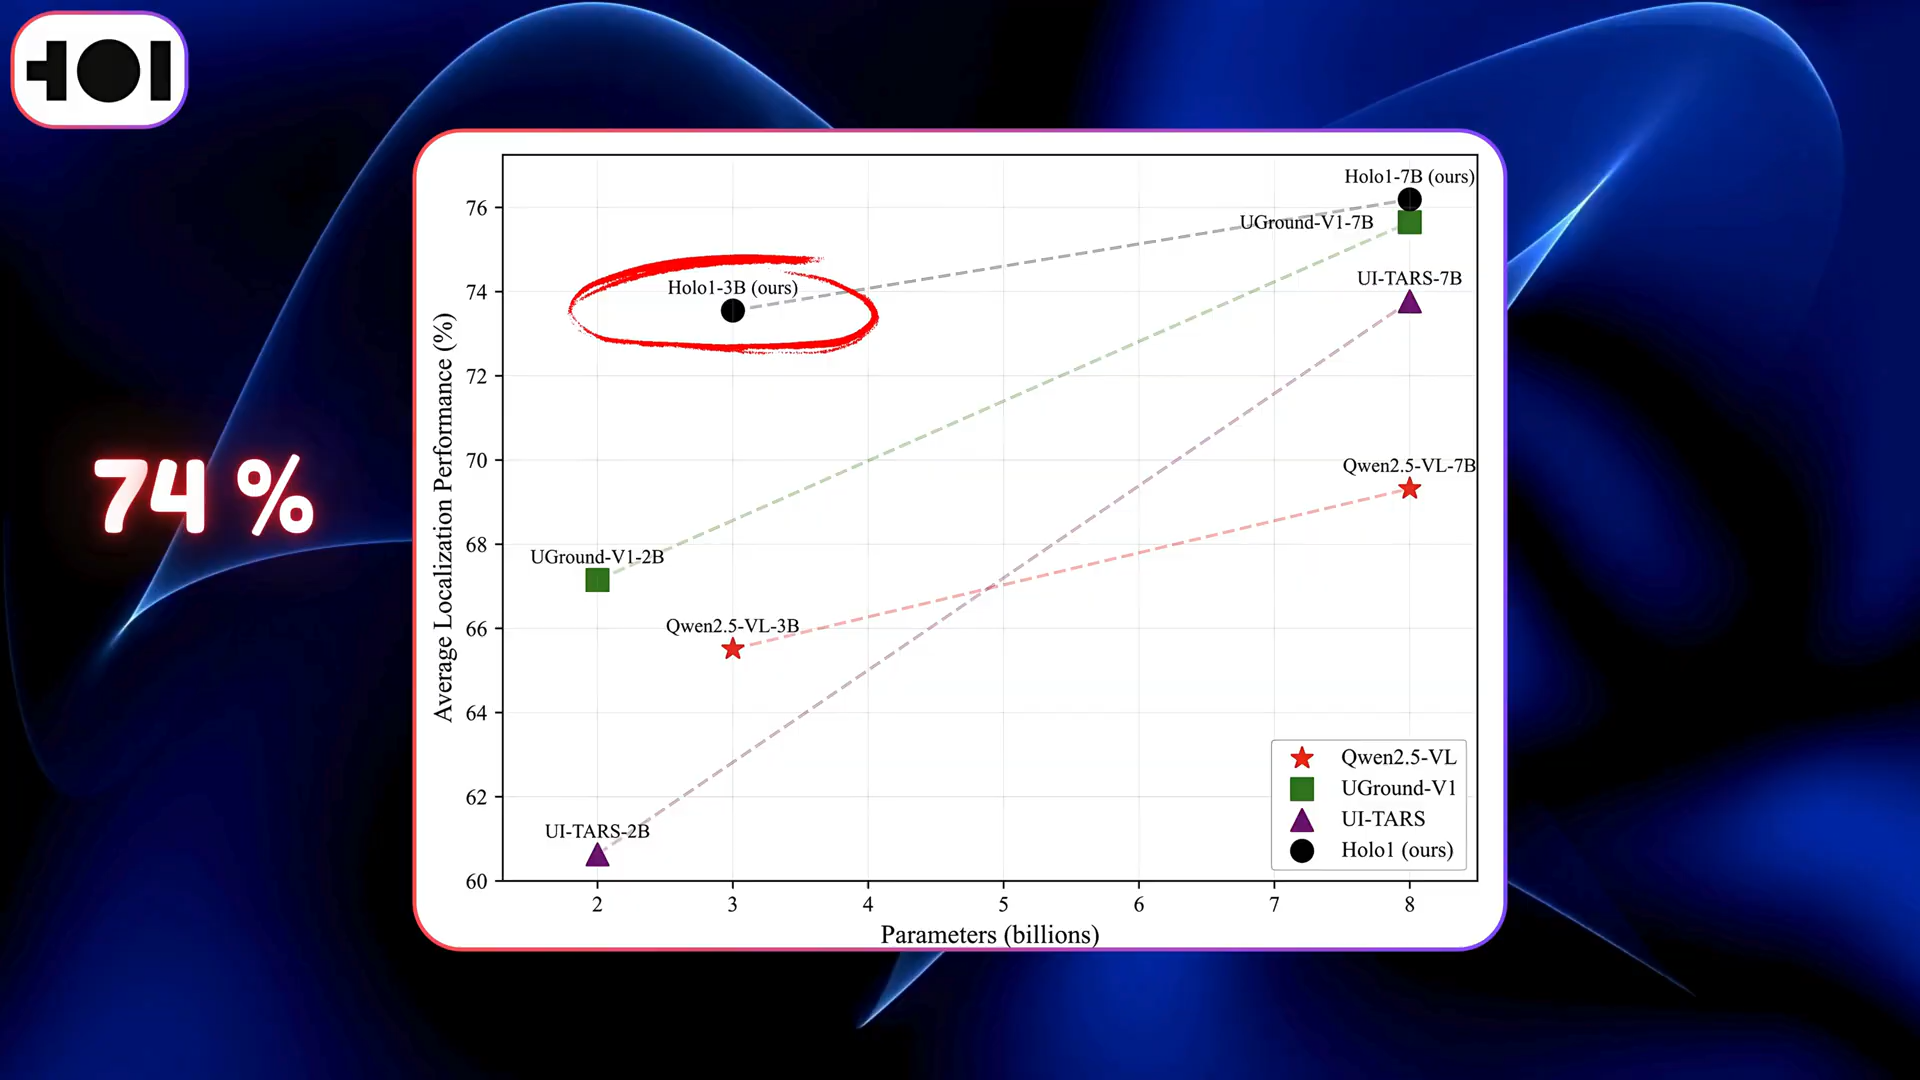 74 %
Average Localization Performance (%)
76
74
72
70
68
66
64
62
60
Holo1-7B (ours)
UGround-V1-7B
UI-TARS-7B
Holo1-3B (ours)
Qwen2.5-VL-7B
UGround-V1-2B
Qwen2.5-VL-3B
UI-TARS-2B
Qwen2.5-VL
UGround-V1
UI-TARS
Holo1 (ours)
2 3 4 5 6 7 8
Parameters (billions)